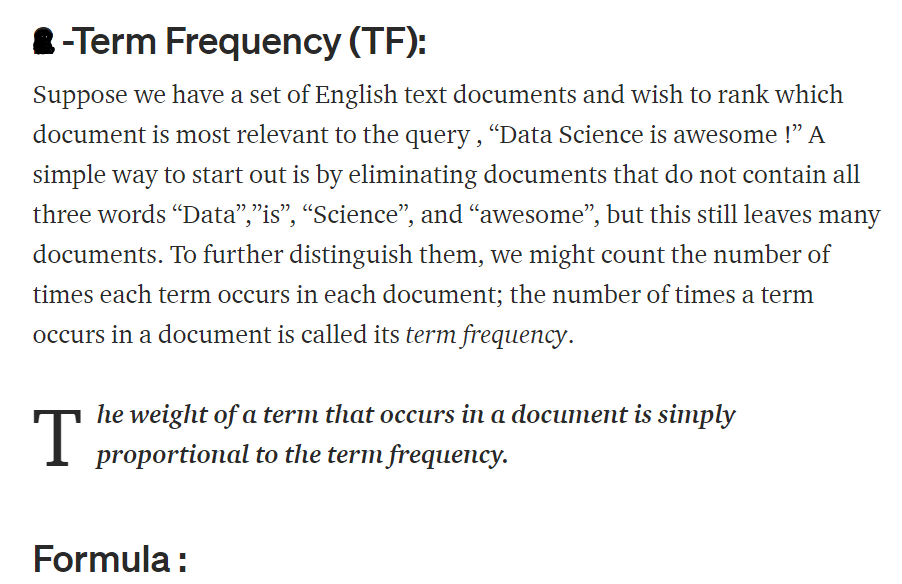 -Term Frequency (TF):
Suppose we have a set of English text documents and wish to rank which
document is most relevant to the query , “Data Science is awesome !” A
simple way to start out is by eliminating documents that do not contain all
three words “Data”,”is”, “Science”, and “awesome”, but this still leaves many
documents. To further distinguish them, we might count the number of
times each term occurs in each document; the number of times a term
occurs in a document is called its term frequency.
The weight of a term that occurs in a document is simply
proportional to the term frequency.
Formula :